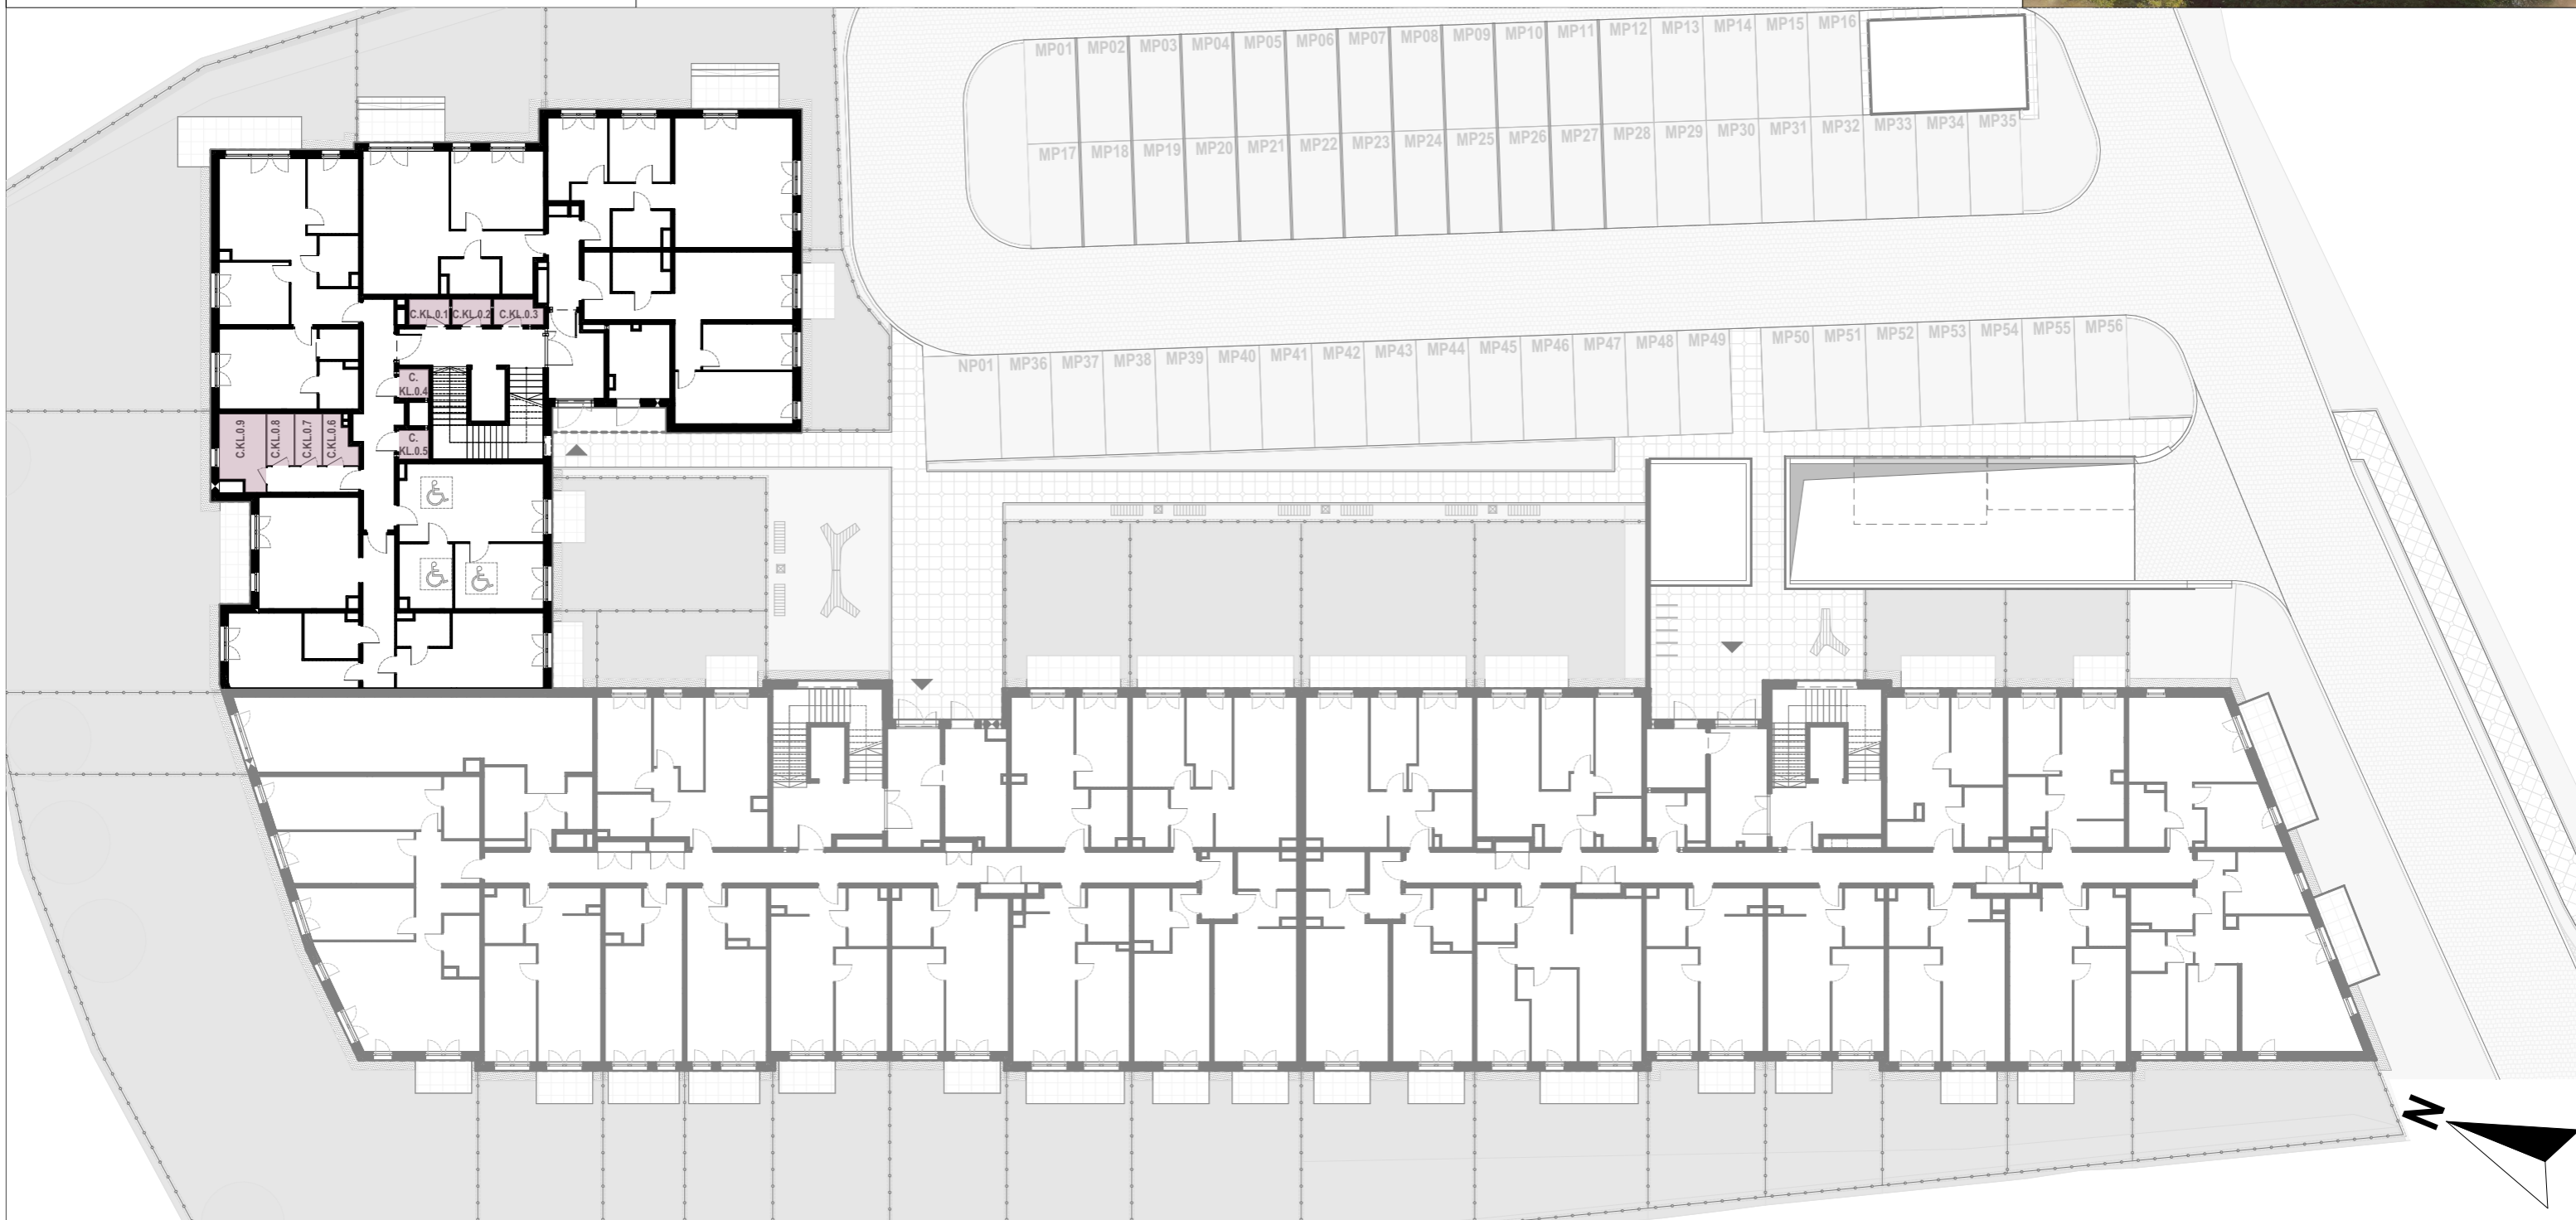 MP01 MP02 MP03 MP04 MP05 MP06 MP07 MP08 MP09 MP10 MP11 MP12 MP13 MP14 MP15 MP16
MP17 MP18 MP19 MP20 MP21 MP22 MP23 MP24 MP25 MP26 MP27 MP28 MP29 MP30 MP31 MP32 MP33 MP34 MP35
C.KL.0.1 C.KL.0.2 C.KL.0.3
NP01 MP36 MP37 MP38 MP39 MP40 MP41 MP42 MP43 MP44 MP45 MP46 MP47 MP48 MP49 MP50 MP51 MP52 MP53 MP54 MP55 MP56
C.
KL.0.4
C.KL.0.9
C.KL.0.8
C.KL.0.7
C.KL.0.6
C.
KL.0.5
N